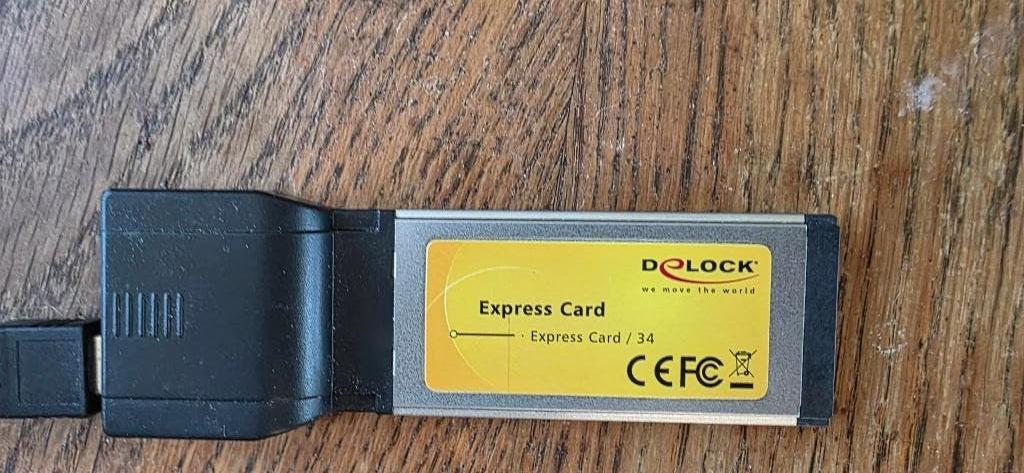 DeLOCK
we move the world
Express Card
Express Card / 34
CE FC